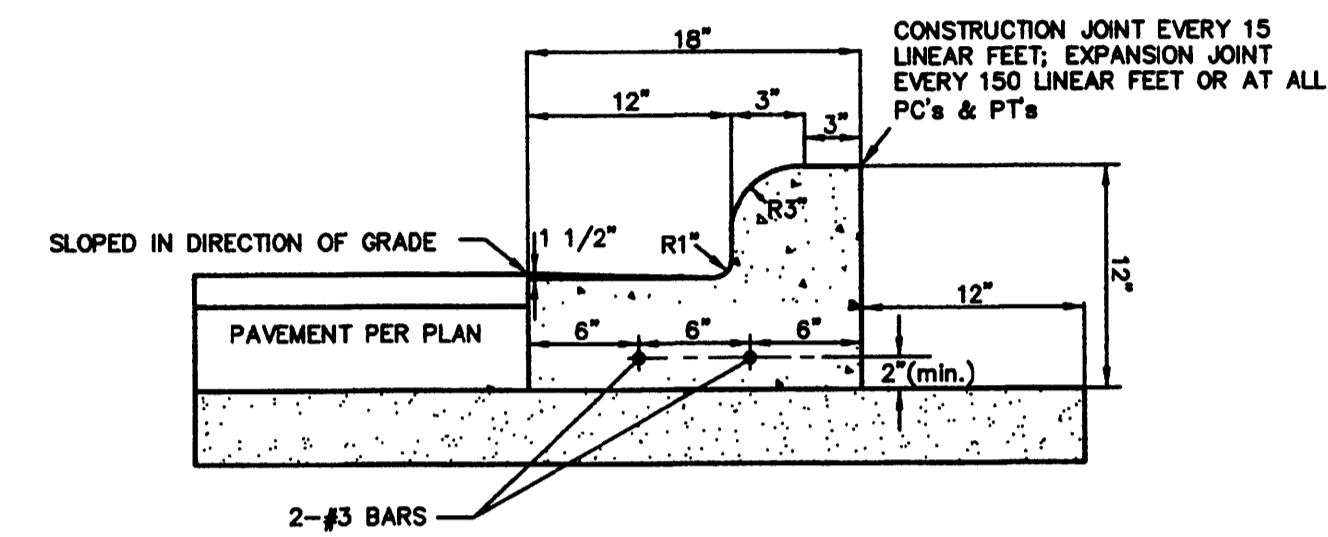 18"
CONSTRUCTION JOINT EVERY 15
LINEAR FEET; EXPANSION JOINT
EVERY 150 LINEAR FEET OR AT ALL
PC's & PT's
12"
3"
3"
R3"
SLOPED IN DIRECTION OF GRADE
1 1/2"
R1"
12"
12"
PAVEMENT PER PLAN
6"
6"
6"
2"(min.)
2-#3 BARS